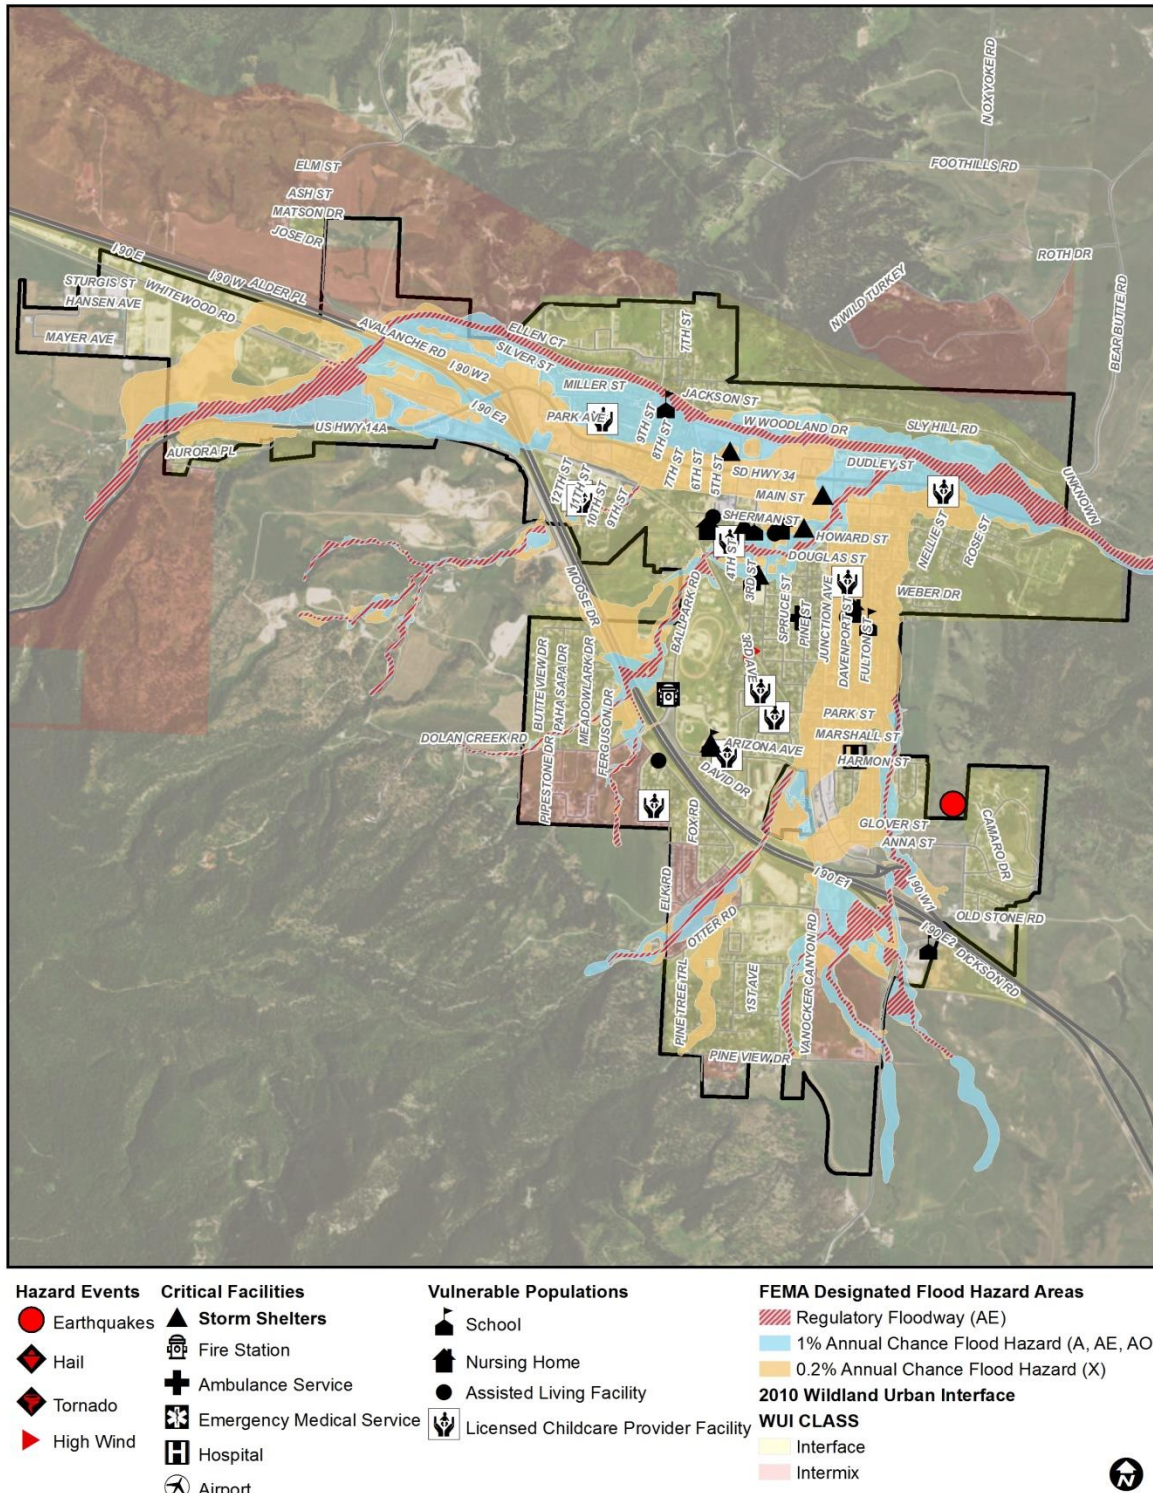 N OXYOKE RD
FOOTHILLS RD
ELM ST
ASH ST
MATSON DR
JOSE DR
ROTH DR
I 90 E
I 90 W
ALDER PL
STURGIS ST
WHITEWOOD RD
HANSEN AVE
MAYER AVE
N WILD TURKEY
BEAR BUTTE RD
AVALANCHE RD
ELLEN CT
7TH ST
SILVER ST
I 90 W2
MILLER ST
JACKSON ST
I 90 E2
PARK AVE
9TH ST
8TH ST
W WOODLAND DR
SLY HILL RD
US HWY 14A
AURORA PL
7TH ST
6TH ST
5TH ST
SD HWY 34
DUDLEY ST
UNKNOWN
12TH ST
11TH ST
10TH ST
9TH ST
MAIN ST
SHERMAN ST
HOWARD ST
NELLIE ST
ROSE ST
4TH ST
DOUGLAS ST
MOOSE DR
BALLPARK RD
3RD ST
SPRUCE ST
PINE ST
JUNCTION AVE
DAVENPORT ST
FULTON ST
WEBER DR
3RD AVE
BUTTE VIEW DR
PAHA SAPA DR
MEADOWLARK DR
FERGUSON DR
PARK ST
DOLAN CREEK RD
PIPESTONE DR
ARIZONA AVE
MARSHALL ST
HARMON ST
DAVID DR
FOX RD
GLOVER ST
ANNA ST
CAMARO DR
ELK RD
I 90 E1
I 90 W1
OTTER RD
OLD STONE RD
I 90 E2
DICKSON RD
PINE TREE TRL
1ST AVE
VANOCKER CANYON RD
PINE VIEW DR
Hazard Events
Earthquakes
Hail
Tornado
High Wind
Critical Facilities
Storm Shelters
Fire Station
Ambulance Service
Emergency Medical Service
H Hospital
Airport
Vulnerable Populations
School
Nursing Home
Assisted Living Facility
Licensed Childcare Provider Facility
FEMA Designated Flood Hazard Areas
Regulatory Floodway (AE)
1% Annual Chance Flood Hazard (A, AE, AO
0.2% Annual Chance Flood Hazard (X)
2010 Wildland Urban Interface
WUI CLASS
Interface
Intermix
N